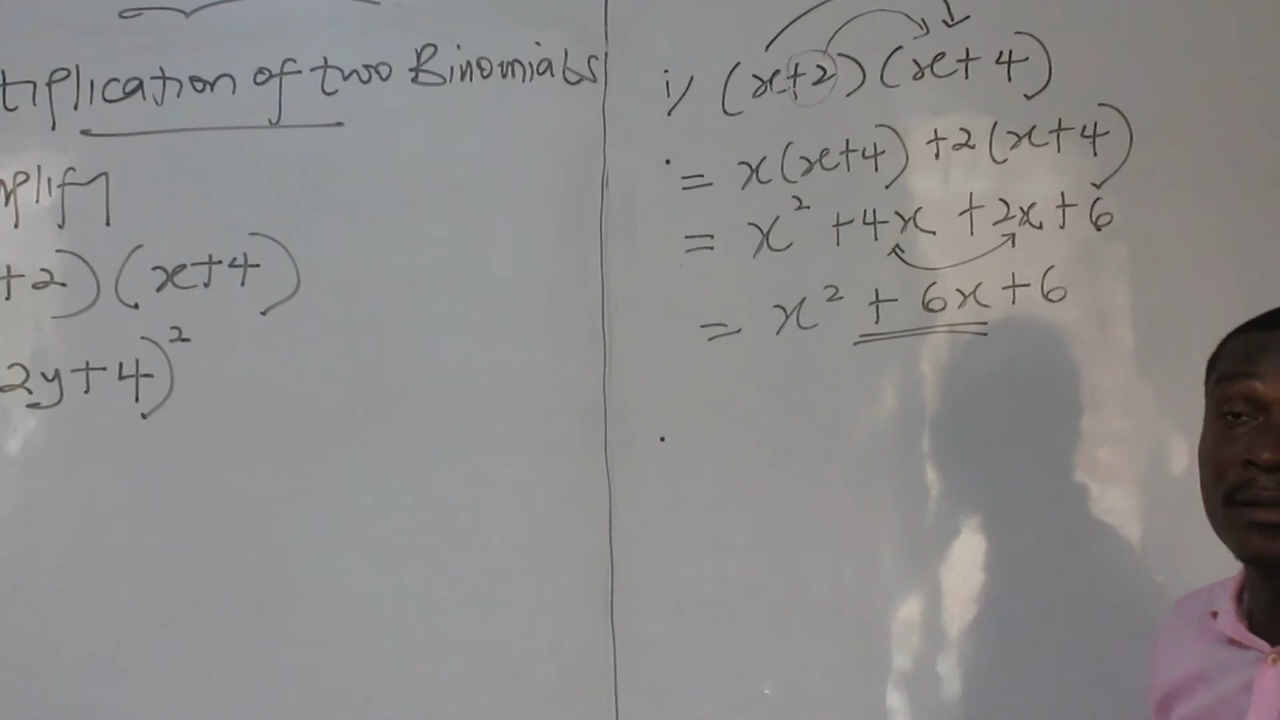 tiplication of two Binomials
mplify
+2) (x+4)
2y+4)²
i) (x+2) (x+4)
= x(x+4) +2(x+4)
= x² +4x +2x+6
= x² + 6x+6